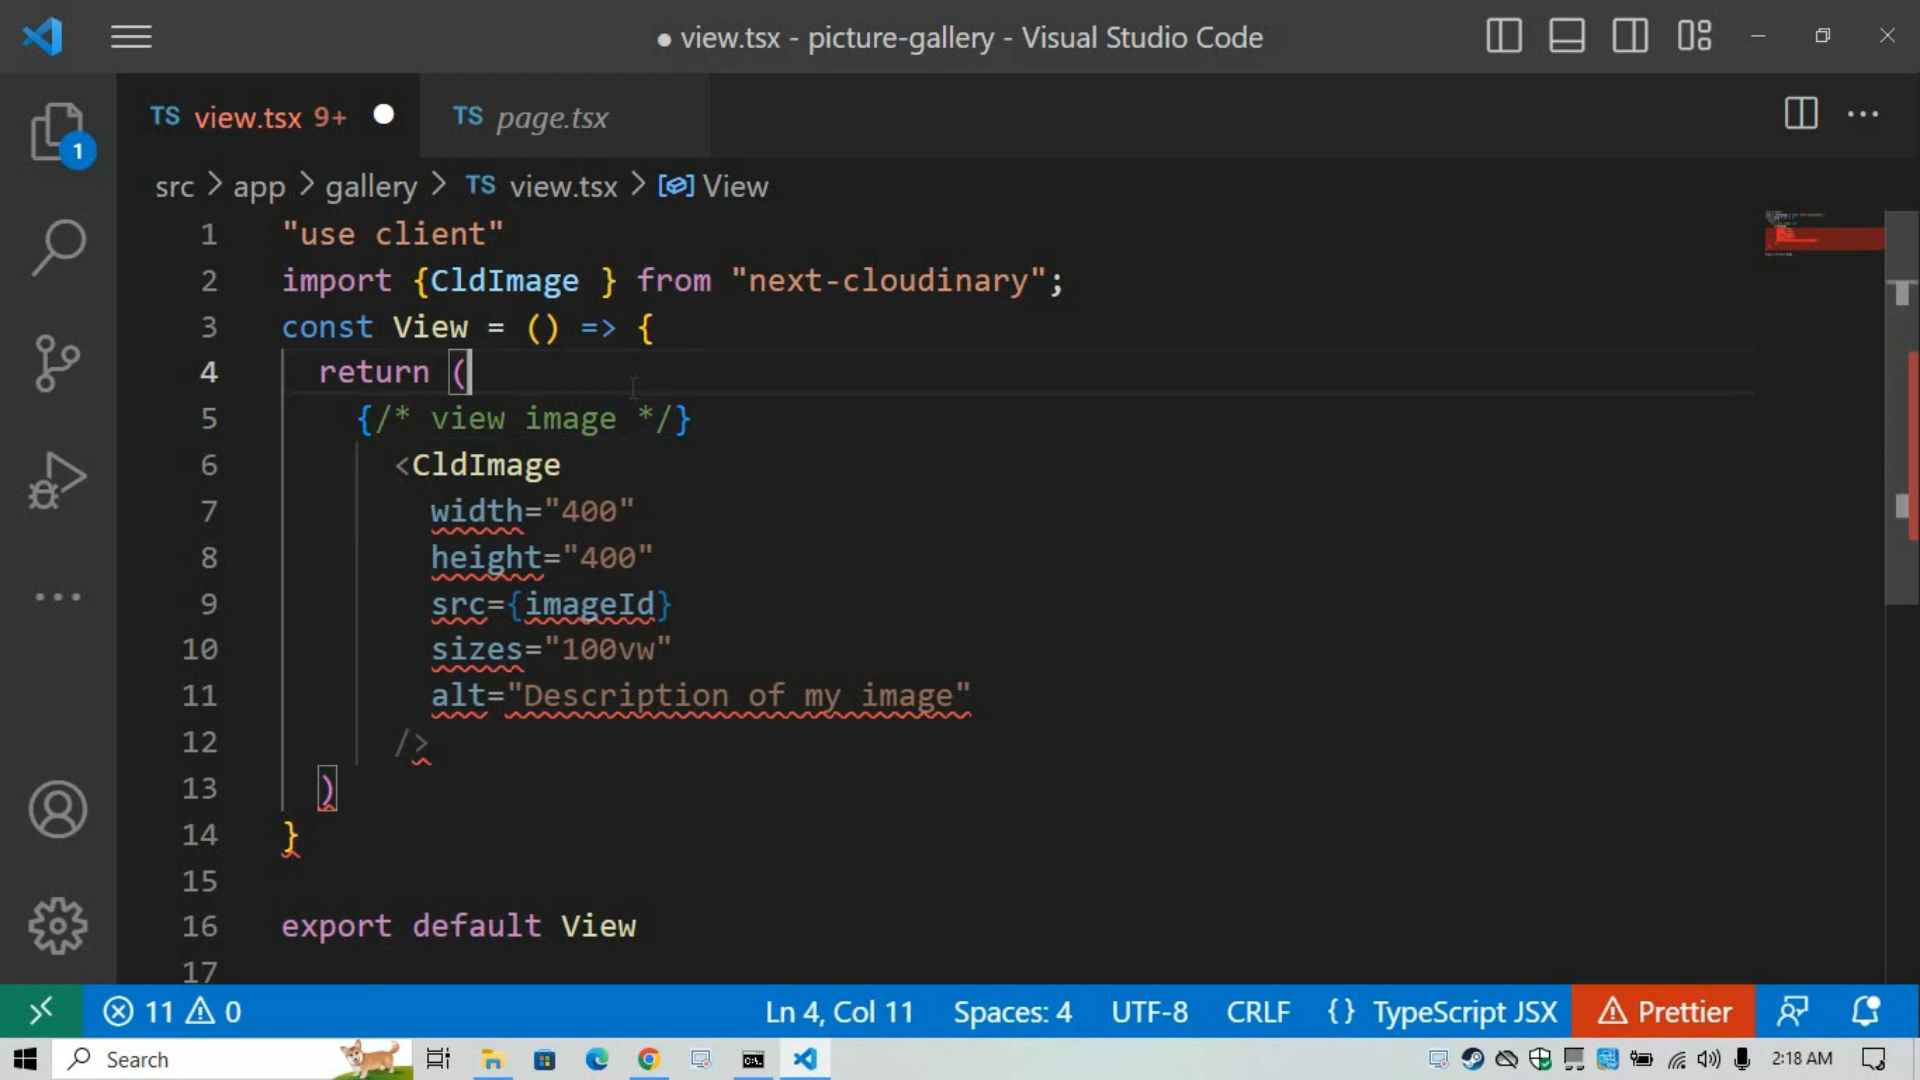 ● view.tsx - picture-gallery - Visual Studio Code
TS view.tsx 9+ ●
TS page.tsx
1
src > app > gallery > TS view.tsx > View
1 "use client"
2 import {CldImage } from "next-cloudinary";
3 const View = () => {
4 return (
5 {/* view image */}
6 <CldImage
7 width="400"
8 height="400"
9 src={imageId}
10 sizes="100vw"
11 alt="Description of my image"
12 />
13 )
14 }
15
16 export default View
17
11 0 Ln 4, Col 11 Spaces: 4 UTF-8 CRLF {} TypeScript JSX Prettier
Search 2:18 AM